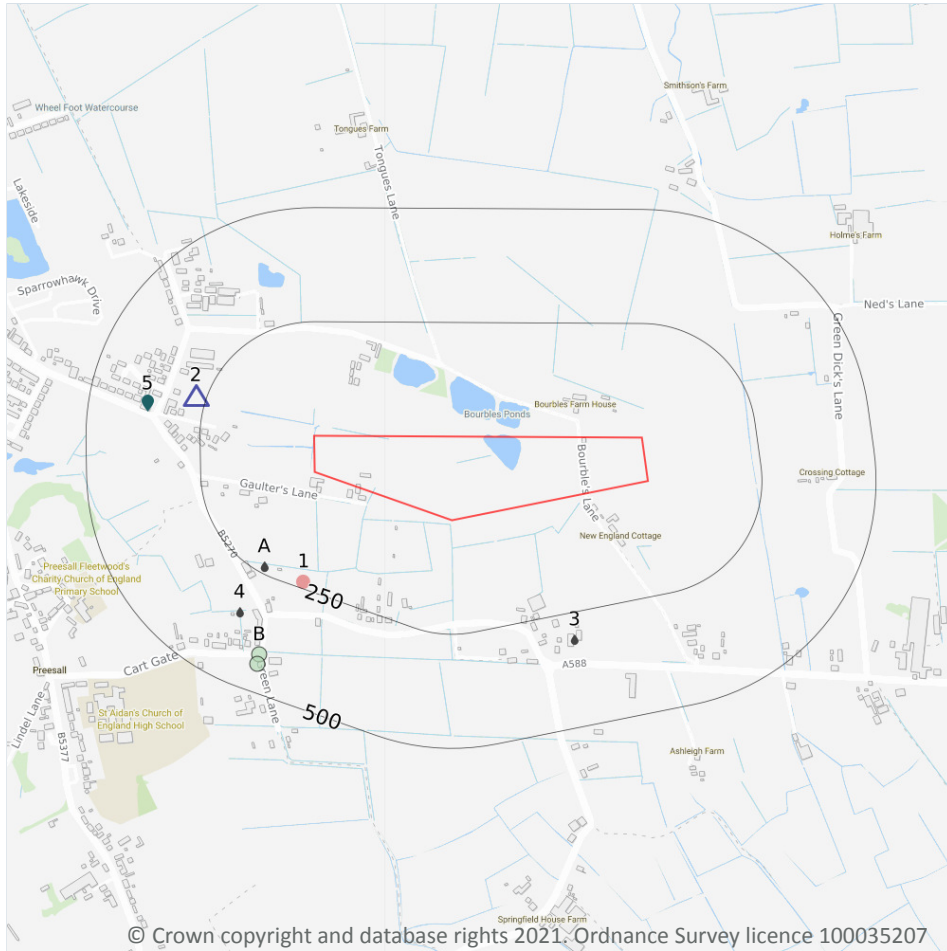 Smithson's Farm
Wheel Foot Watercourse
Tongues Farm
Tongues Lane
Lakeside
Holme's Farm
Sparrowhawk Drive
Ned's Lane
Green Dick's Lane
2
5
Bourbles Farm House
Bourbles Ponds
Bourble's Lane
Crossing Cottage
Gaulter's Lane
B5270
New England Cottage
A
1
250
Preesall Fleetwood's
Charity Church of England
Primary School
4
3
B
Cart Gate
A588
Preesall
Green Lane
Lindel Lane
St Aidan's Church of
England High School
500
B5377
Ashleigh Farm
Springfield House Farm
© Crown copyright and database rights 2021. Ordnance Survey licence 100035207